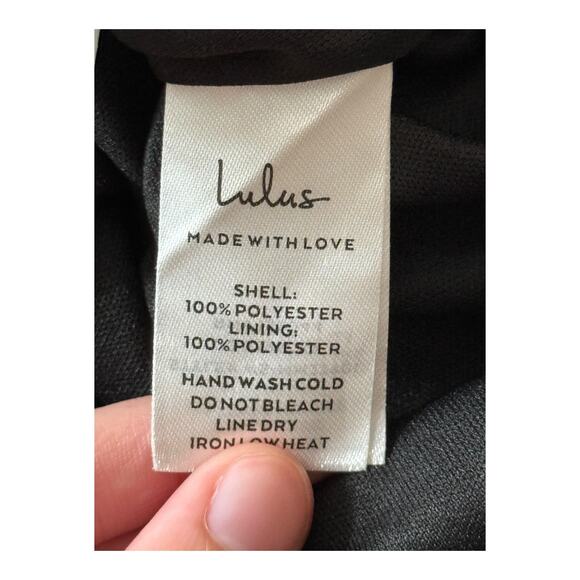 Lulus
MADE WITH LOVE
SHELL:
100% POLYESTER
LINING:
100% POLYESTER
HAND WASH COLD
DO NOT BLEACH
LINE DRY
IRON LOW HEAT